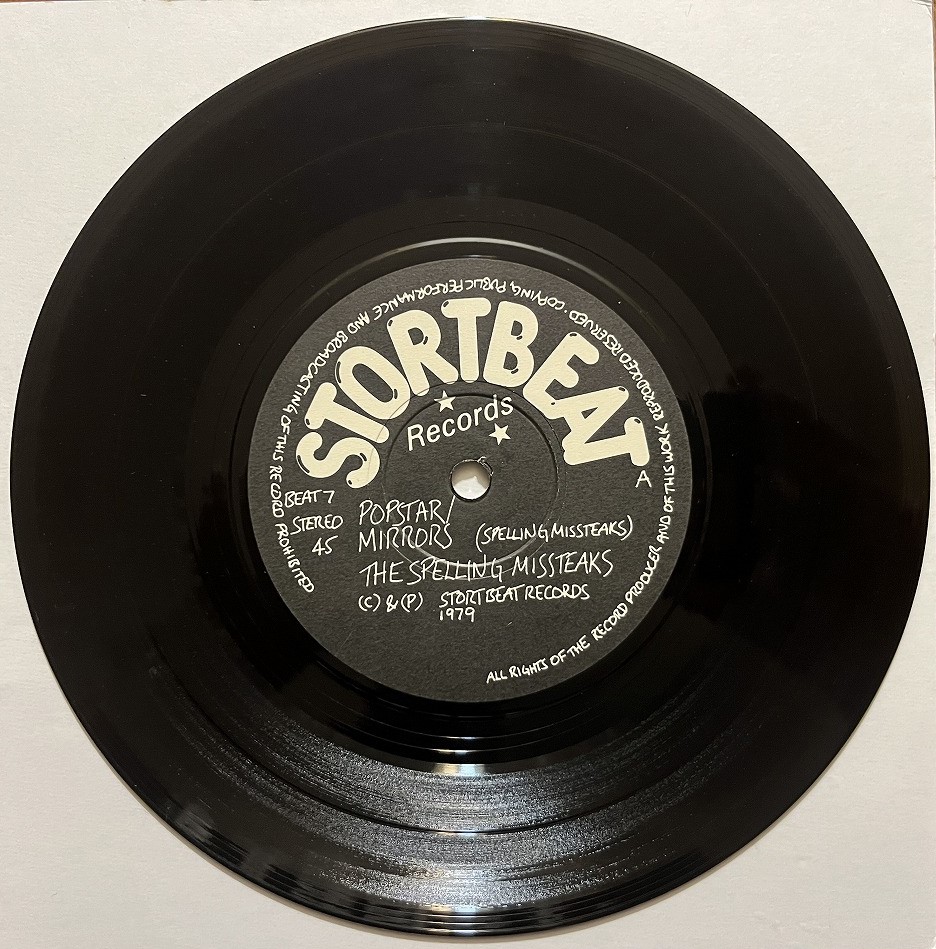 STORTBEAT
Records
A
BEAT 7
STEREO
45
POPSTAR/
MIRRORS (SPELLING MISSTEAKS)
THE SPELLING MISSTEAKS
(C) & (P) STORTBEAT RECORDS
1979
ALL RIGHTS OF THE RECORD PRODUCER AND OF THIS WORK REPRODUCED RESERVED. COPYING, PUBLIC PERFORMANCE AND BROADCASTING OF THIS RECORD PROHIBITED